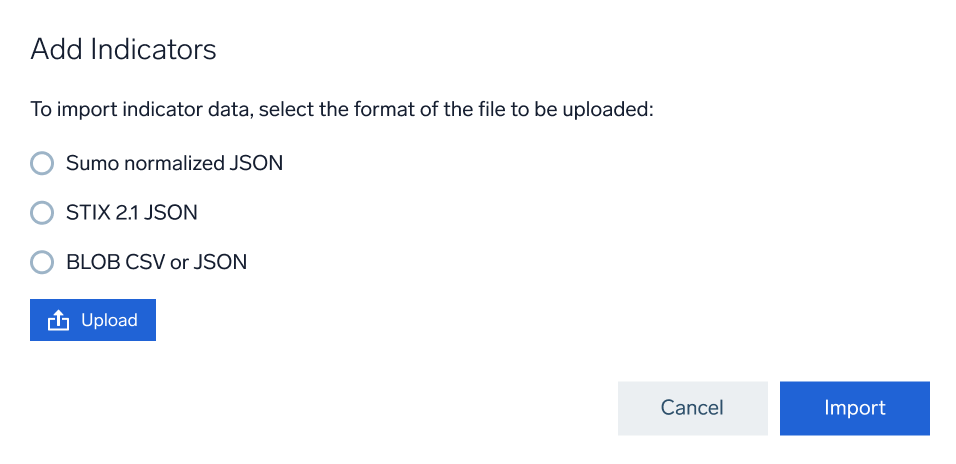 Add Indicators
To import indicator data, select the format of the file to be uploaded:
Sumo normalized JSON
STIX 2.1 JSON
BLOB CSV or JSON
Upload
Cancel Import